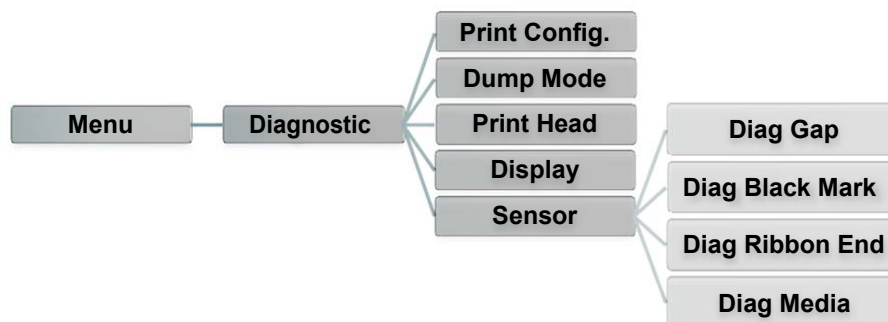 Menu
Diagnostic
Print Config.
Dump Mode
Print Head
Display
Sensor
Diag Gap
Diag Black Mark
Diag Ribbon End
Diag Media